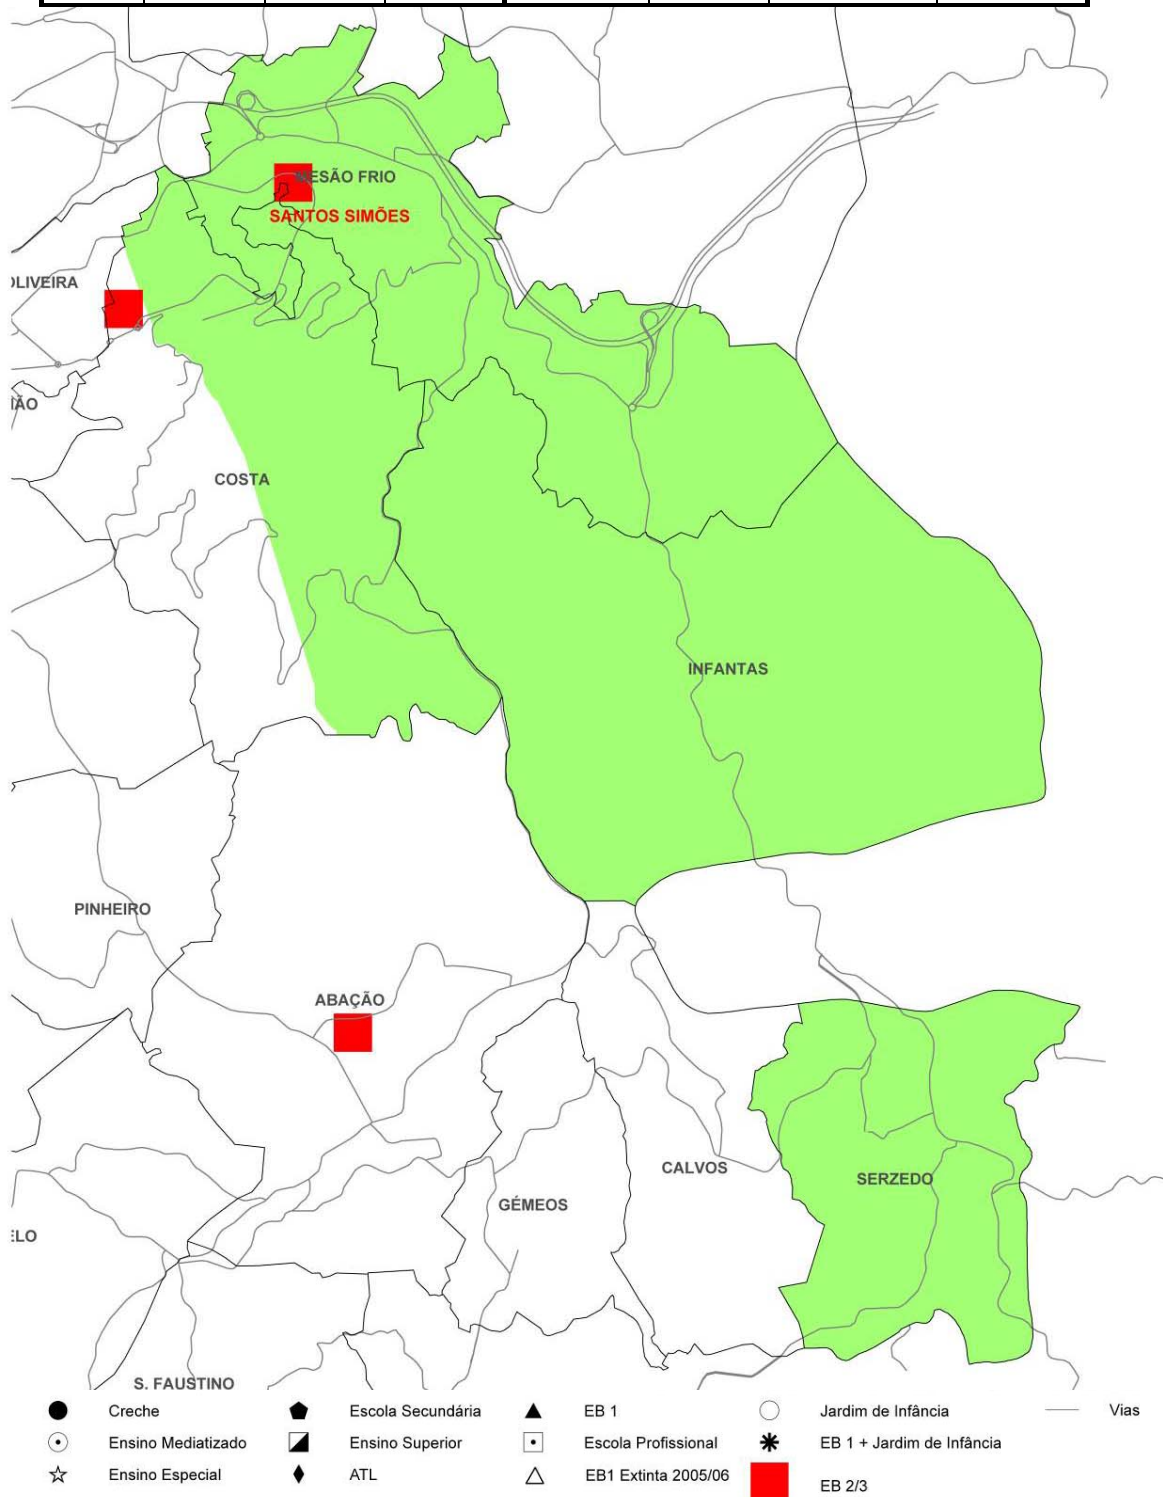 MESÃO FRIO
SANTOS SIMÕES
OLIVEIRA
COSTA
INFANTAS
PINHEIRO
ABAÇÃO
CALVOS
SERZEDO
GÉMEOS
ELO
S. FAUSTINO
Creche
Escola Secundária
EB 1
Jardim de Infância
Vias
Ensino Mediatizado
Ensino Superior
Escola Profissional
EB 1 + Jardim de Infância
Ensino Especial
ATL
EB1 Extinta 2005/06
EB 2/3